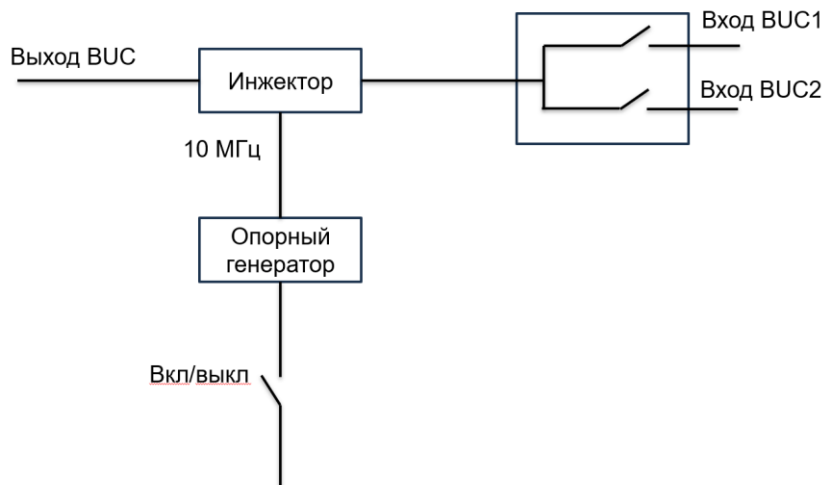 Выход BUC
Инжектор
Вход BUC1
Вход BUC2
10 МГц
Опорный
генератор
Вкл/выкл